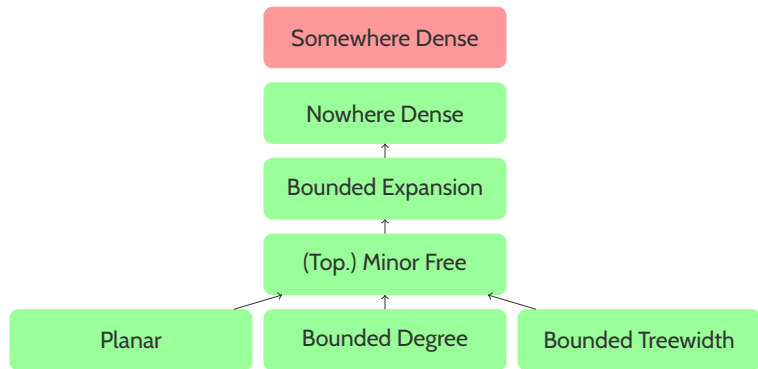 Somewhere Dense
Nowhere Dense
Bounded Expansion
(Top.) Minor Free
Planar
Bounded Degree
Bounded Treewidth